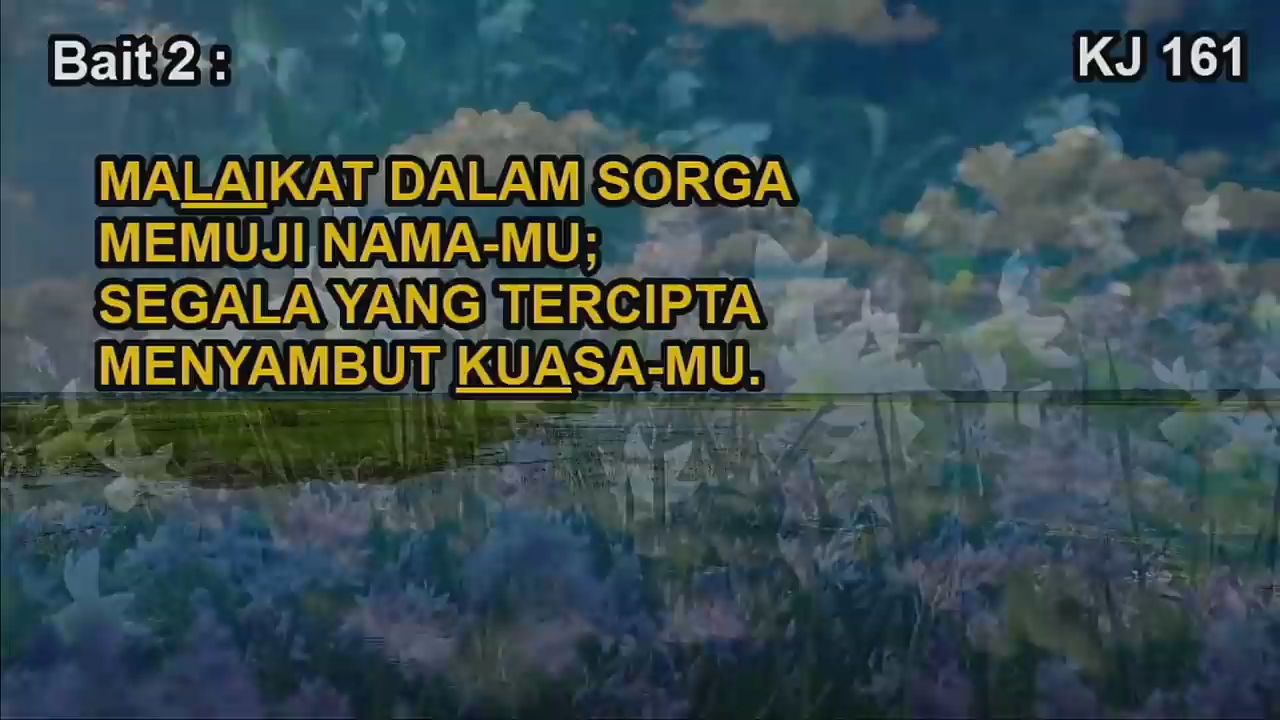 Bait 2 :
KJ 161
MALAIKAT DALAM SORGA
MEMUJI NAMA-MU;
SEGALA YANG TERCIPTA
MENYAMBUT KUASA-MU.